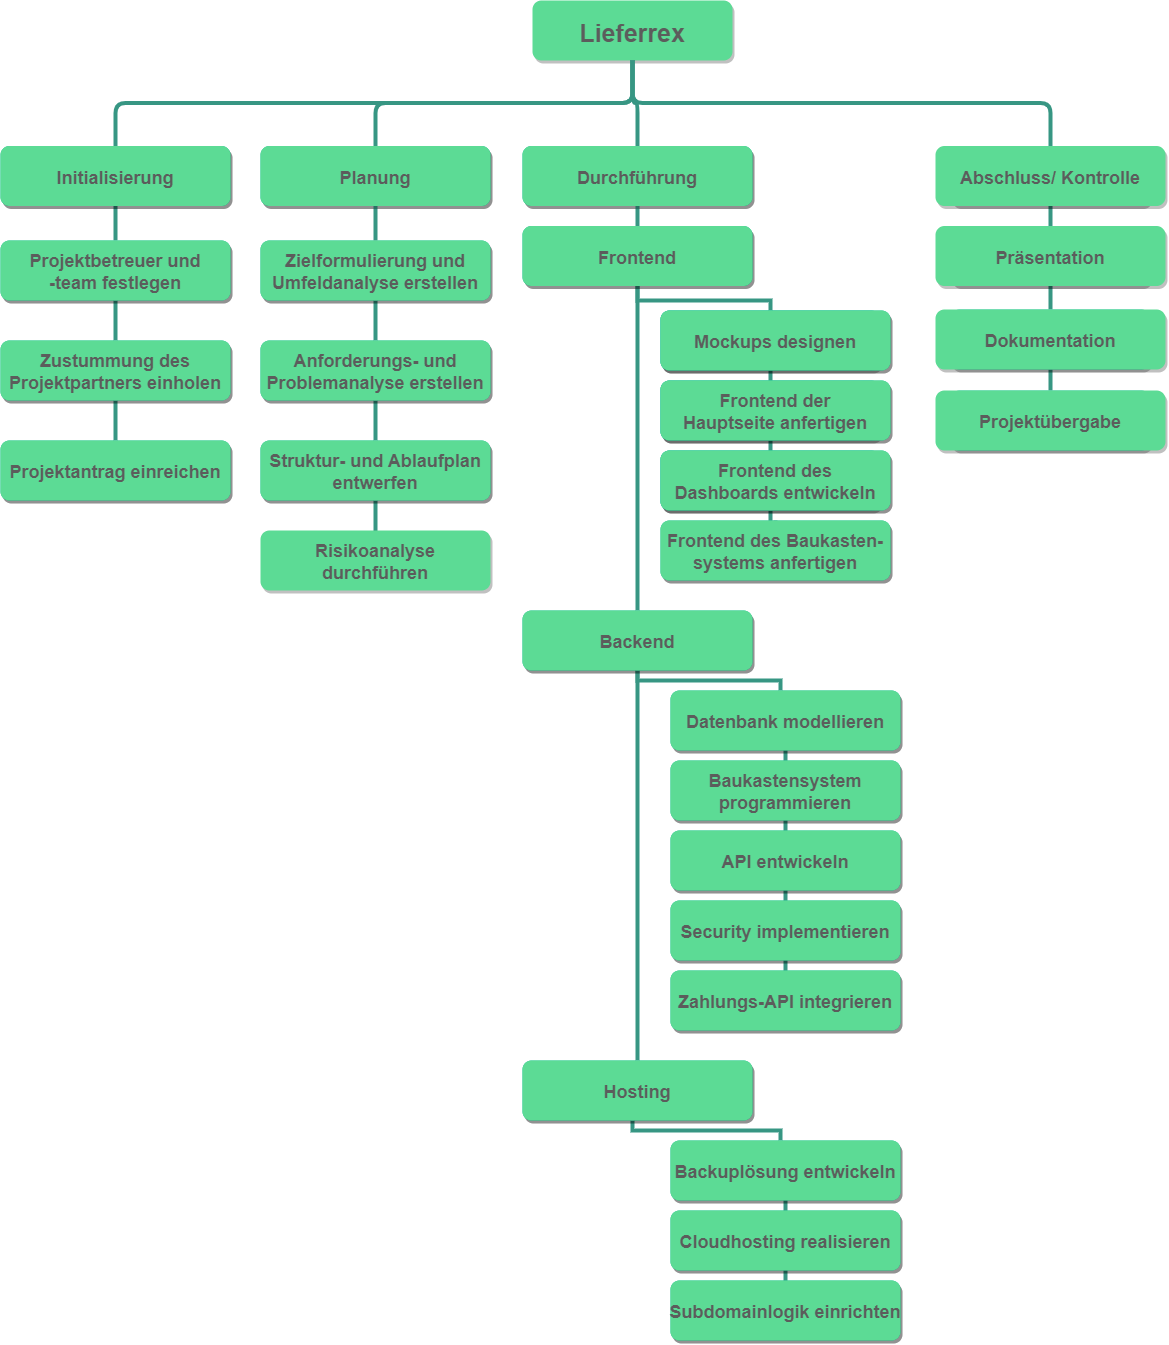 Lieferrex
Initialisierung
Projektbetreuer und
-team festlegen
Zustummung des
Projektpartners einholen
Projektantrag einreichen
Planung
Zielformulierung und
Umfeldanalyse erstellen
Anforderungs- und
Problemanalyse erstellen
Struktur- und Ablaufplan
entwerfen
Risikoanalyse
durchführen
Durchführung
Frontend
Mockups designen
Frontend der
Hauptseite anfertigen
Frontend des
Dashboards entwickeln
Frontend des Baukasten-
systems anfertigen
Backend
Datenbank modellieren
Baukastensystem
programmieren
API entwickeln
Security implementieren
Zahlungs-API integrieren
Hosting
Backuplösung entwickeln
Cloudhosting realisieren
Subdomainlogik einrichten
Abschluss/ Kontrolle
Präsentation
Dokumentation
Projektübergabe